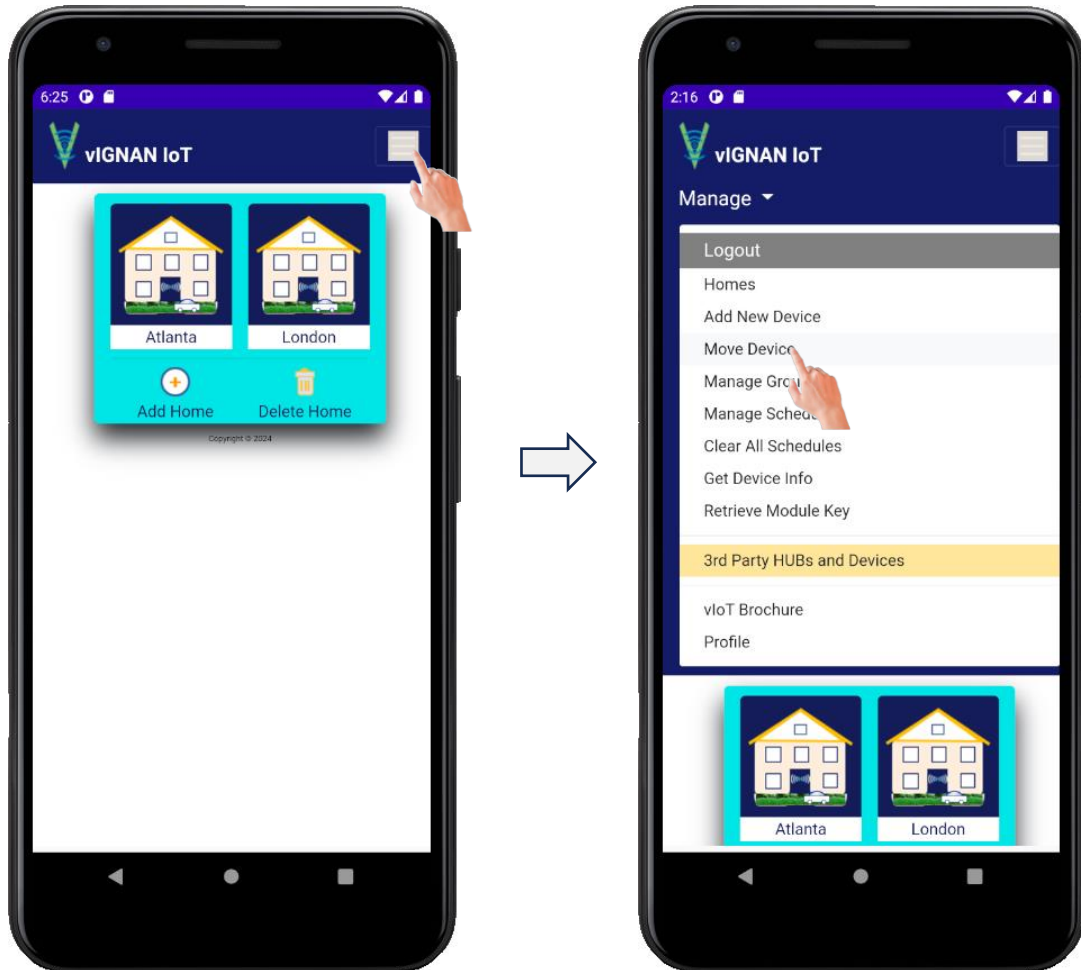 6:25
vIGNAN IoT
Atlanta
London
Add Home
Delete Home
Copyright © 2024
2:16
vIGNAN IoT
Manage
Logout
Homes
Add New Device
Move Device
Manage Grou
Manage Schedu
Clear All Schedules
Get Device Info
Retrieve Module Key
3rd Party HUBs and Devices
vIoT Brochure
Profile
Atlanta
London